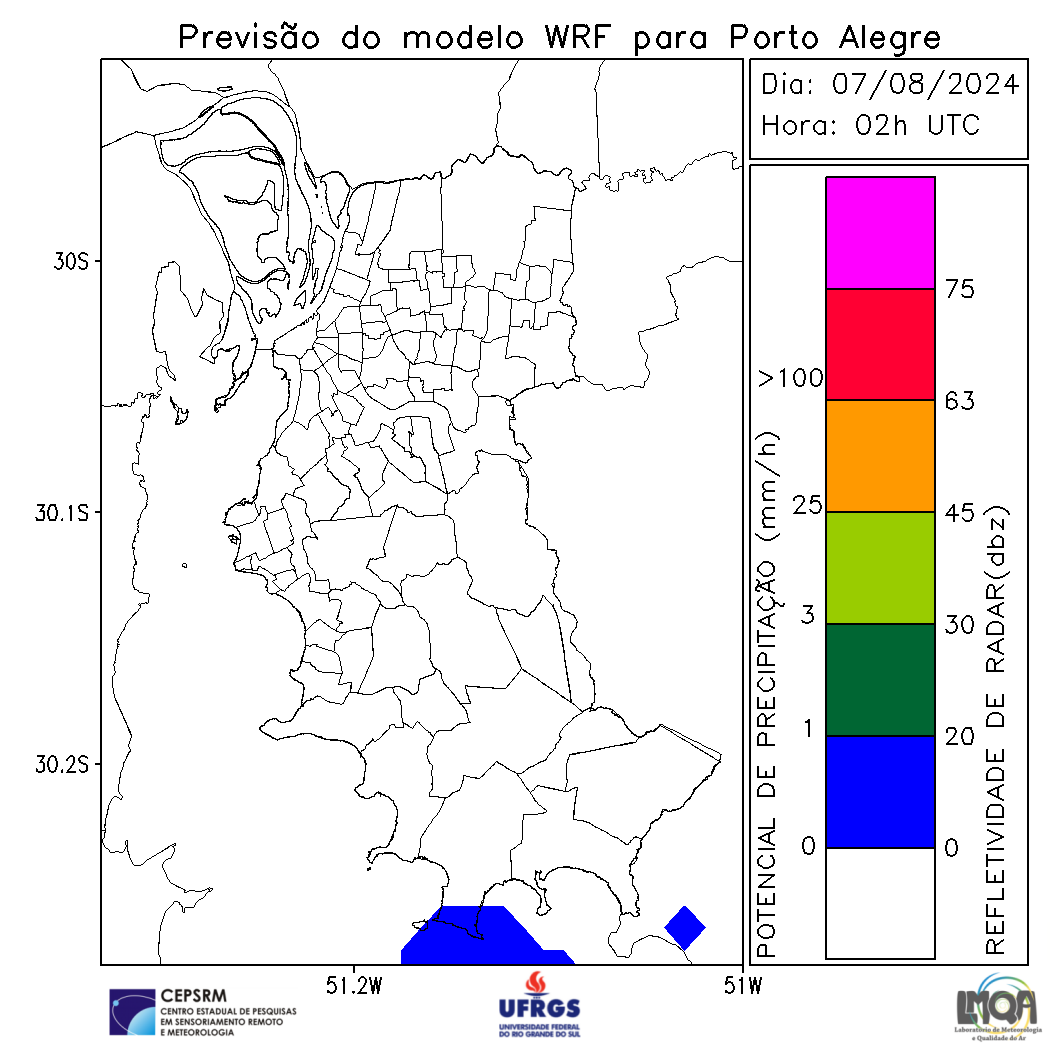 Previsão do modelo WRF para Porto Alegre
Dia: 07/08/2024
Hora: 02h UTC
30S
30.1S
30.2S
51.2W
51W
POTENCIAL DE PRECIPITAÇÃO (mm/h)
>100
25
3
1
0
75
63
45
30
20
0
REFLETIVIDADE DE RADAR(dbz)
CEPSRM
CENTRO ESTADUAL DE PESQUISAS
EM SENSORIAMENTO REMOTO
E METEOROLOGIA
UFRGS
UNIVERSIDADE FEDERAL
DO RIO GRANDE DO SUL
LMQA
Laboratório de Meteorologia
e Qualidade do Ar